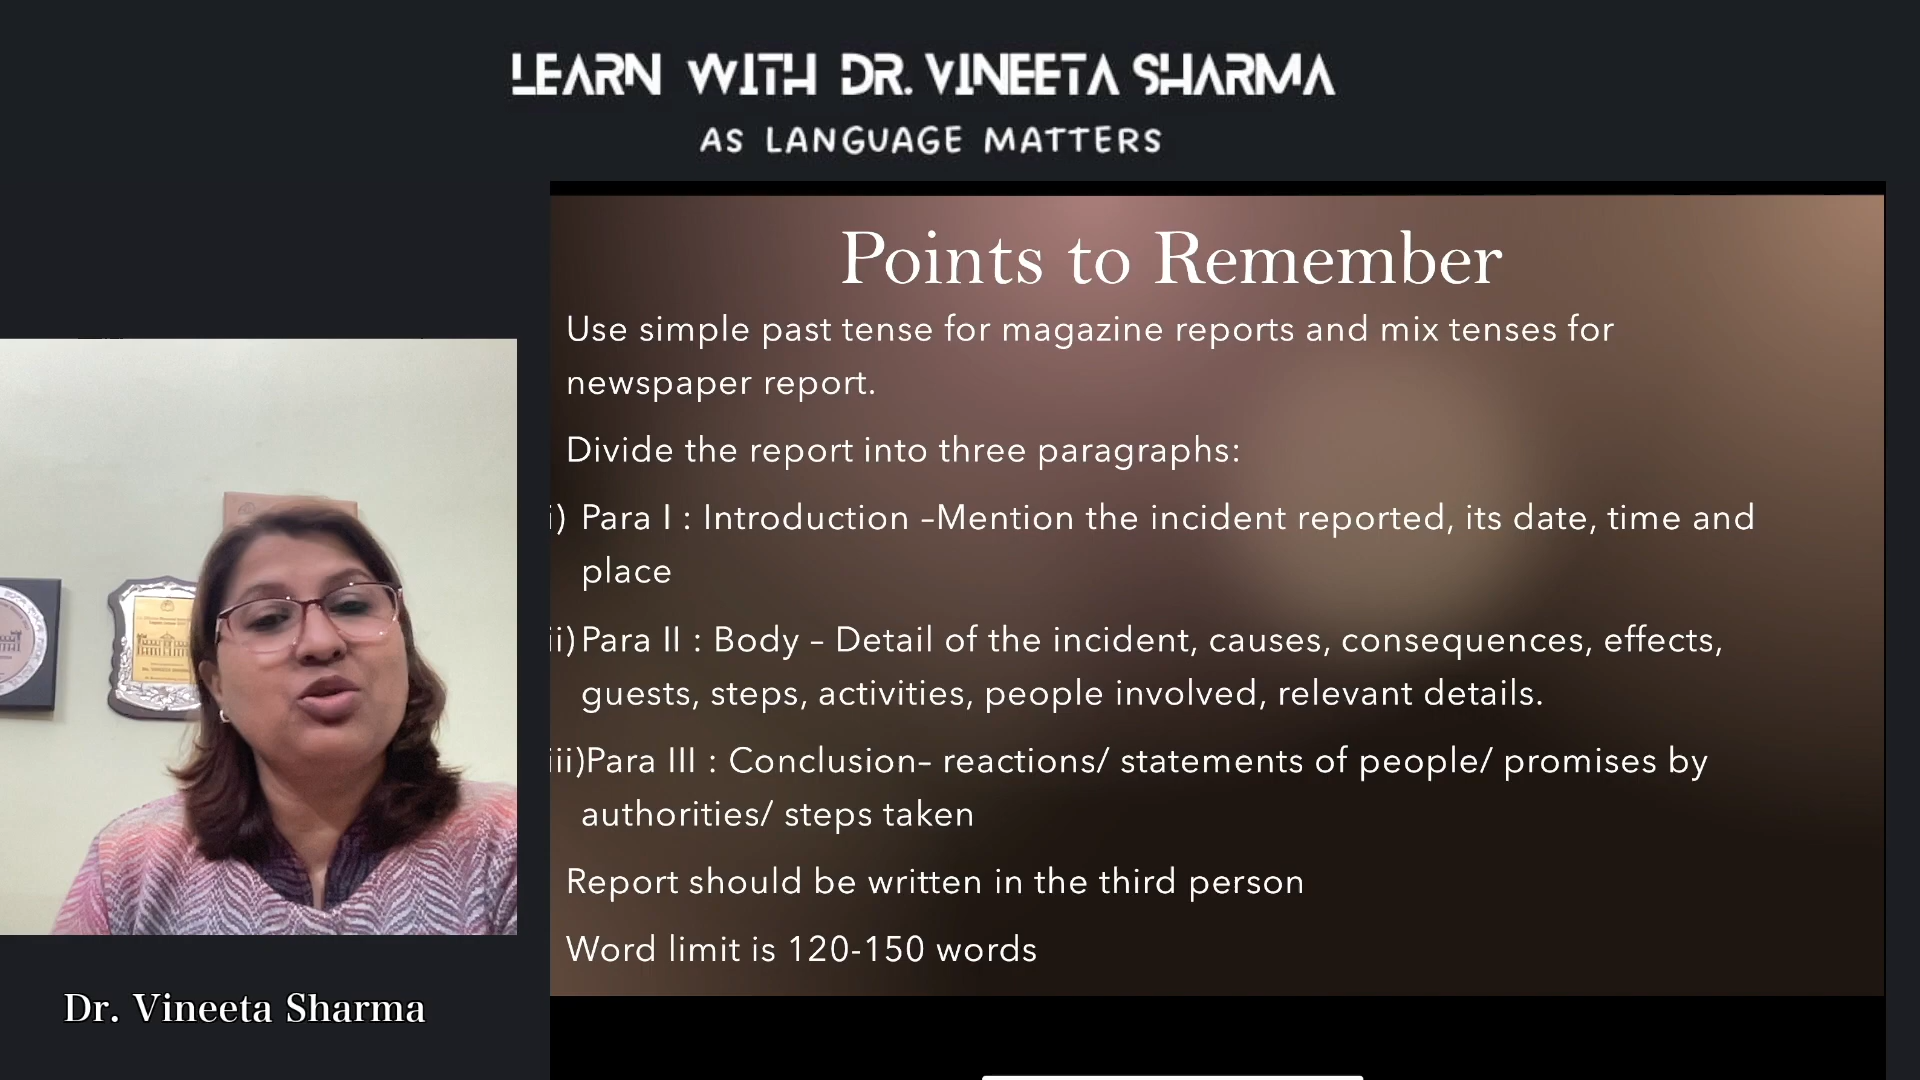 LEARN WITH DR. VINEETA SHARMA
AS LANGUAGE MATTERS
Points to Remember
Use simple past tense for magazine reports and mix tenses for
newspaper report.
Divide the report into three paragraphs:
i) Para I : Introduction –Mention the incident reported, its date, time and
place
ii) Para II : Body – Detail of the incident, causes, consequences, effects,
guests, steps, activities, people involved, relevant details.
iii)Para III : Conclusion– reactions/ statements of people/ promises by
authorities/ steps taken
Report should be written in the third person
Word limit is 120-150 words
Dr. Vineeta Sharma